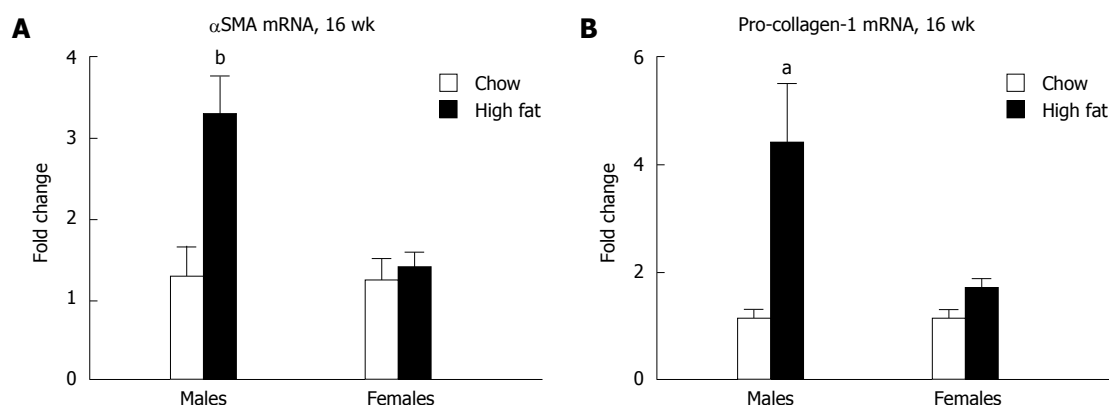 A
αSMA mRNA, 16 wk
4
3
2
1
0
Fold change
b
Chow
High fat
Males
Females
B
Pro-collagen-1 mRNA, 16 wk
6
4
2
0
Fold change
a
Chow
High fat
Males
Females